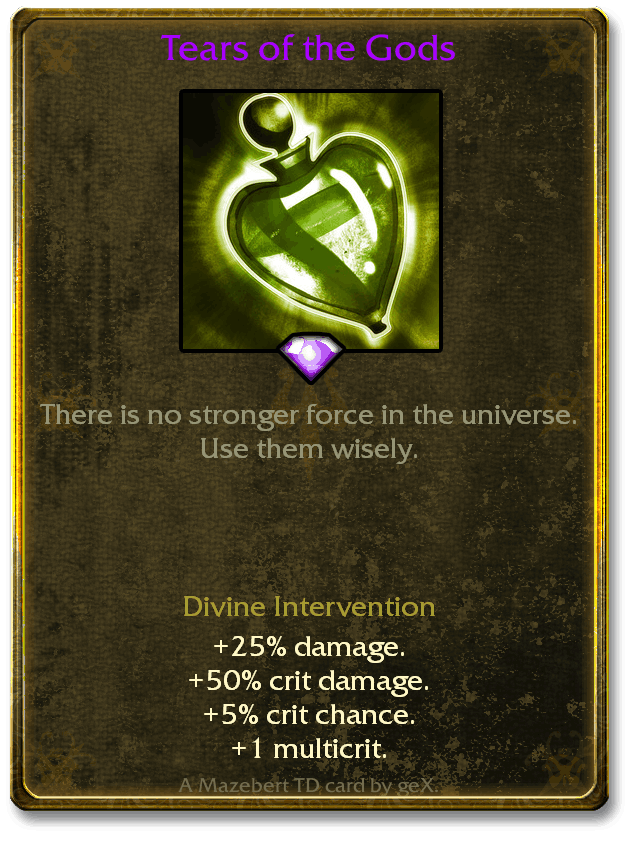 Tears of the Gods
There is no stronger force in the universe.
Use them wisely.
Divine Intervention
+25% damage.
+50% crit damage.
+5% crit chance.
+1 multicrit.
A Mazebert TD card by geX.